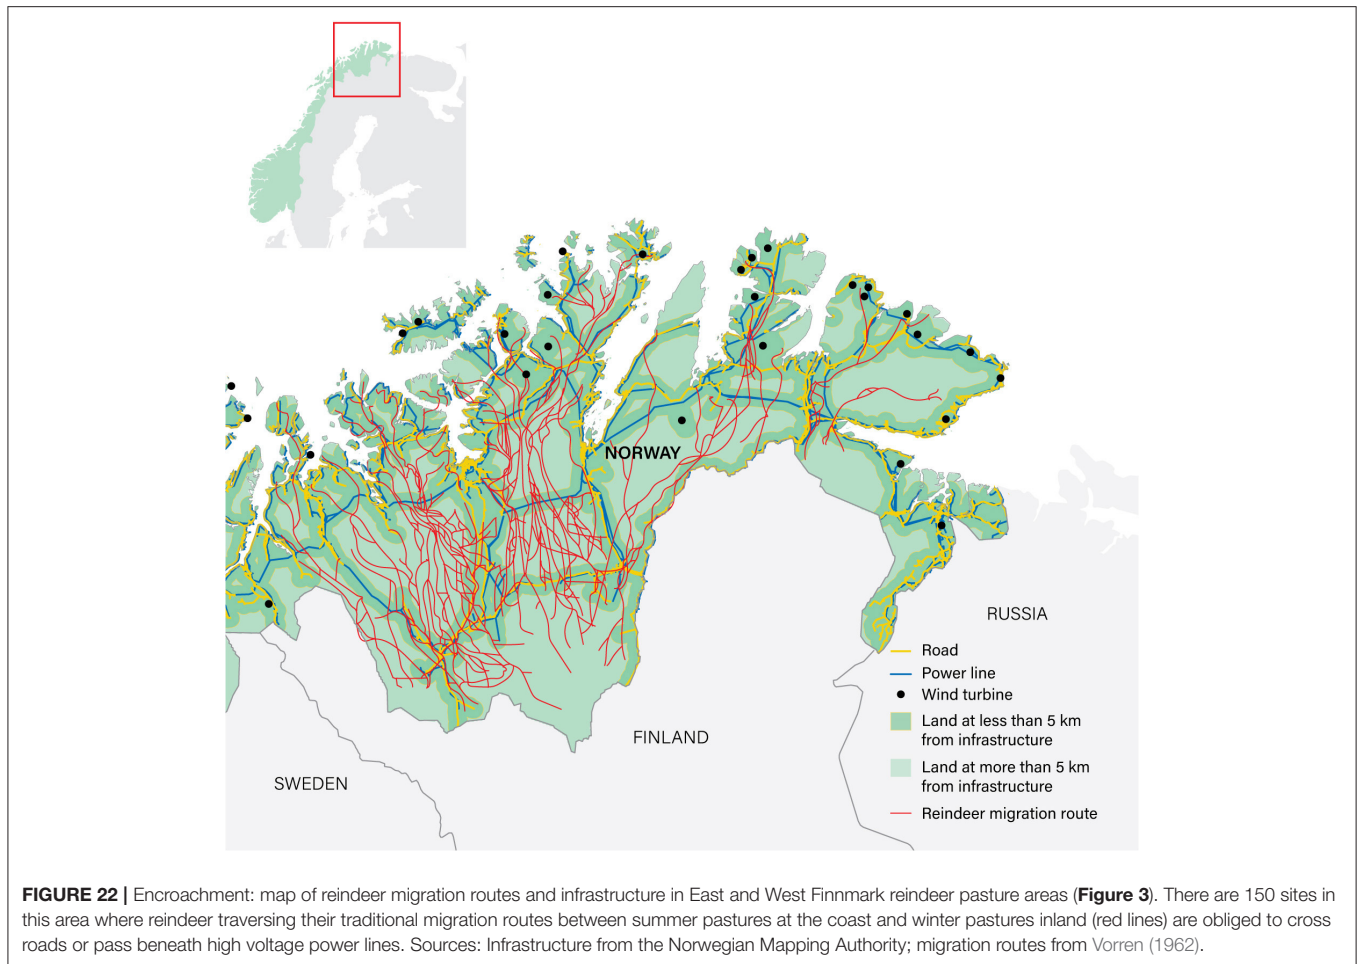 NORWAY
RUSSIA
FINLAND
SWEDEN
Road
Power line
Wind turbine
Land at less than 5 km
from infrastructure
Land at more than 5 km
from infrastructure
Reindeer migration route
FIGURE 22 | Encroachment: map of reindeer migration routes and infrastructure in East and West Finnmark reindeer pasture areas (Figure 3). There are 150 sites in
this area where reindeer traversing their traditional migration routes between summer pastures at the coast and winter pastures inland (red lines) are obliged to cross
roads or pass beneath high voltage power lines. Sources: Infrastructure from the Norwegian Mapping Authority; migration routes from Vorren (1962).